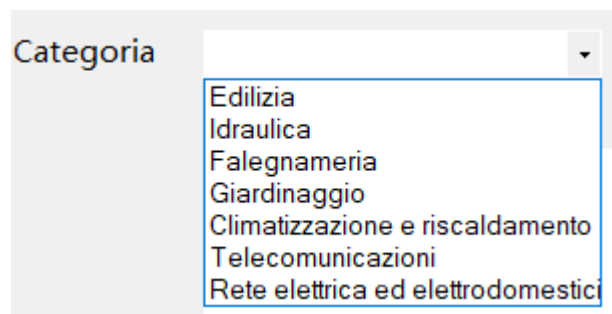 Categoria
Edilizia
Idraulica
Falegnameria
Giardinaggio
Climatizzazione e riscaldamento
Telecomunicazioni
Rete elettrica ed elettrodomestici